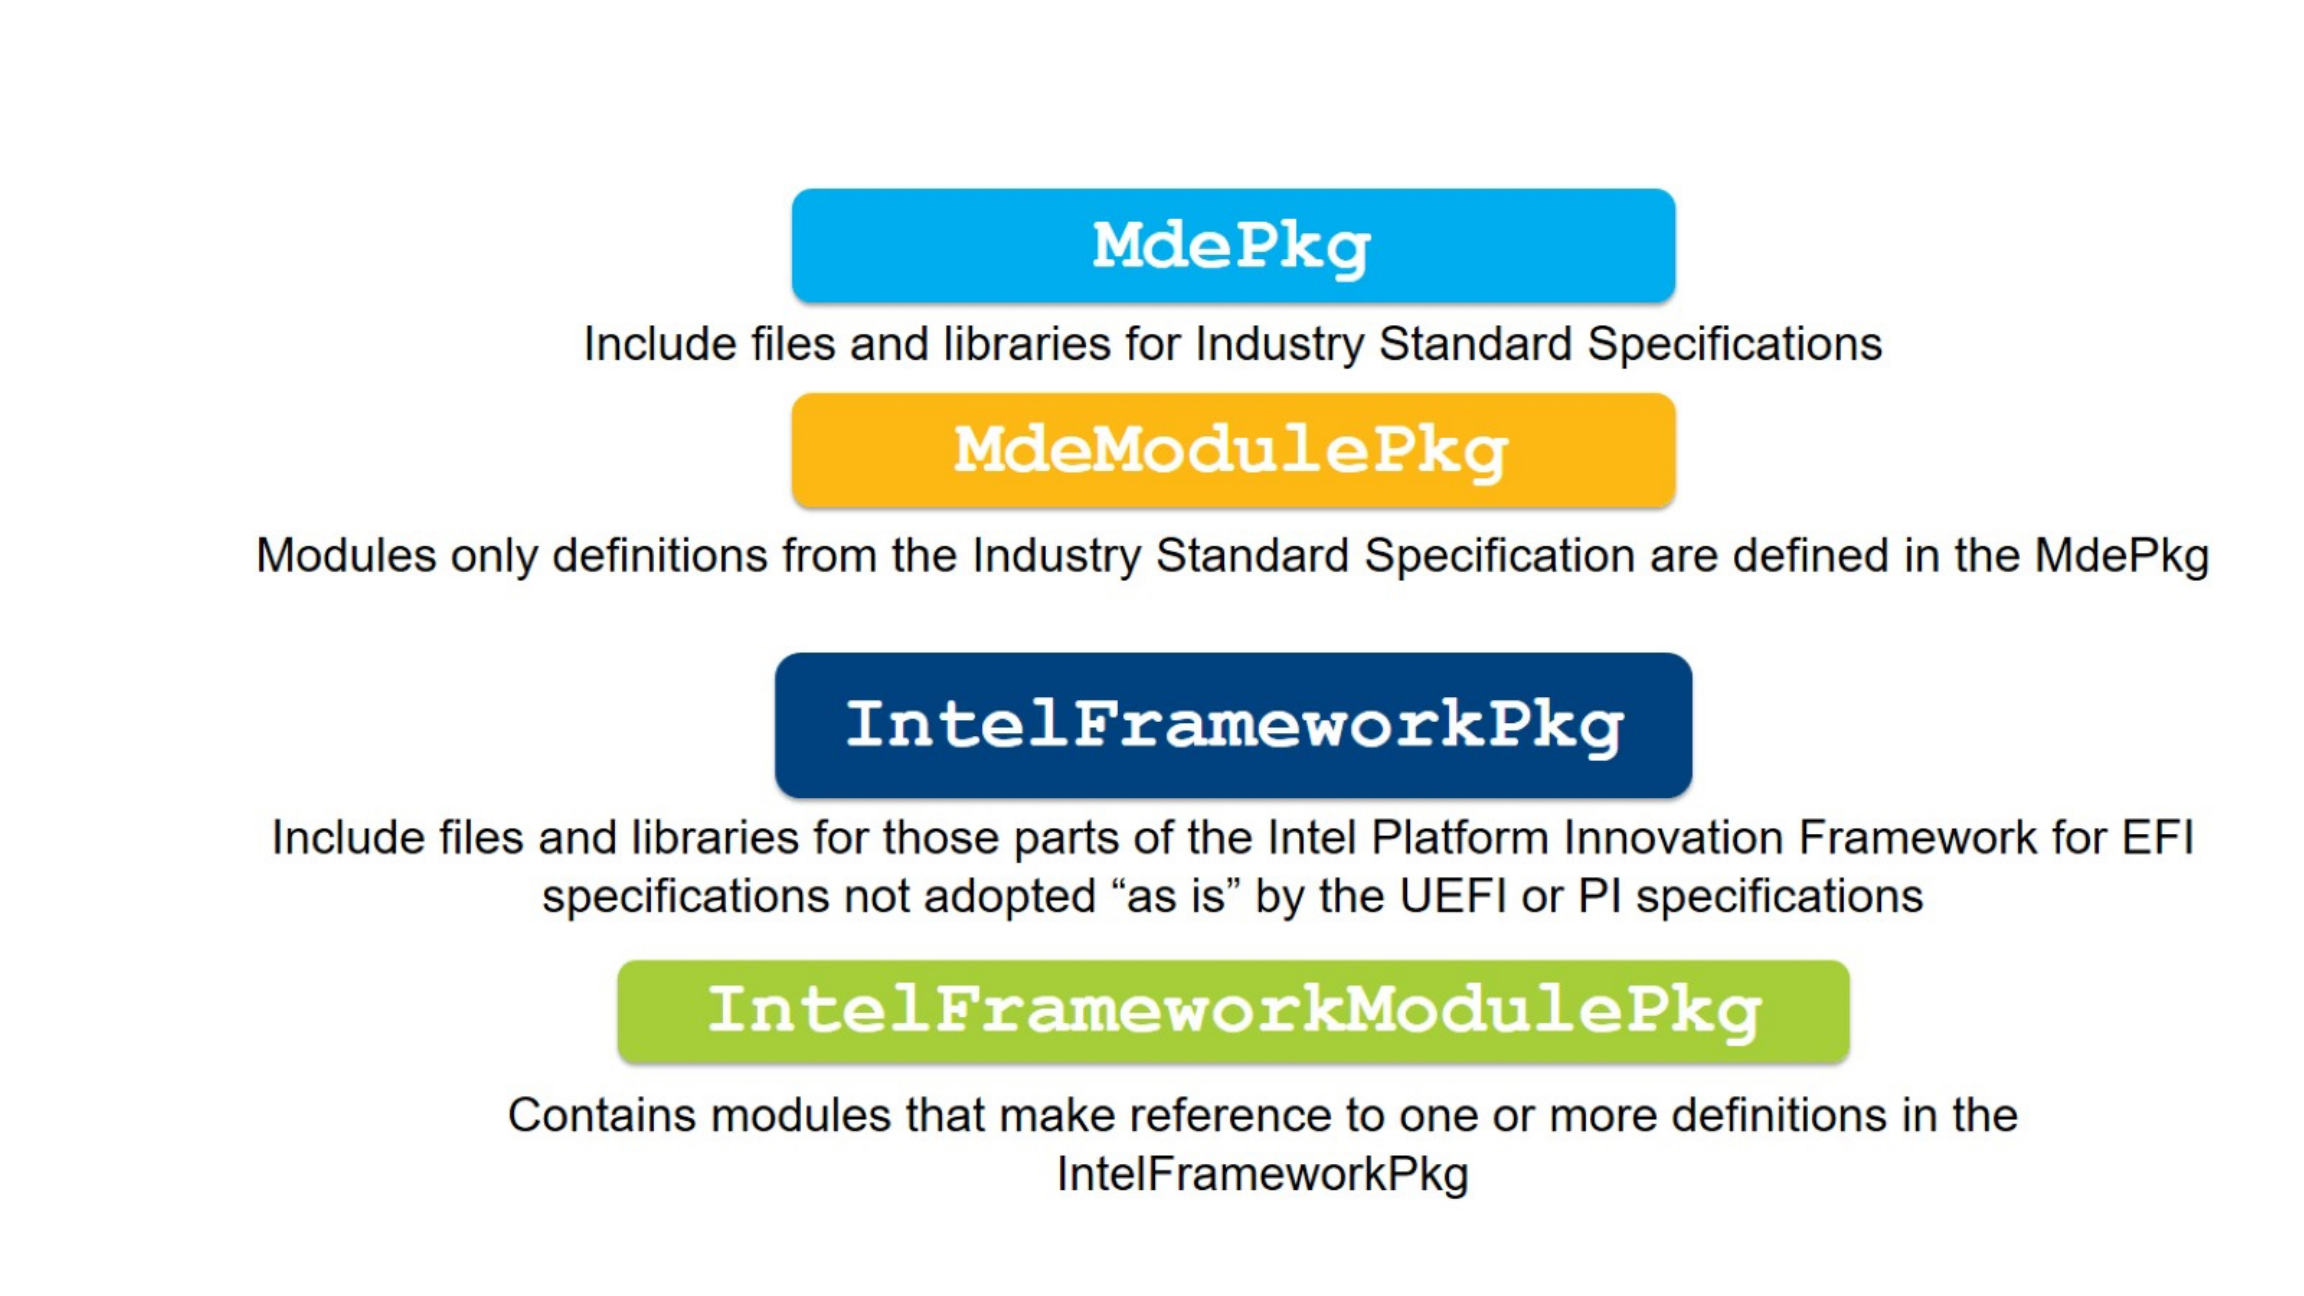 MdePkg
Include files and libraries for Industry Standard Specifications
MdeModulePkg
Modules only definitions from the Industry Standard Specification are defined in the MdePkg
IntelFrameworkPkg
Include files and libraries for those parts of the Intel Platform Innovation Framework for EFI
specifications not adopted “as is” by the UEFI or PI specifications
IntelFrameworkModulePkg
Contains modules that make reference to one or more definitions in the
IntelFrameworkPkg